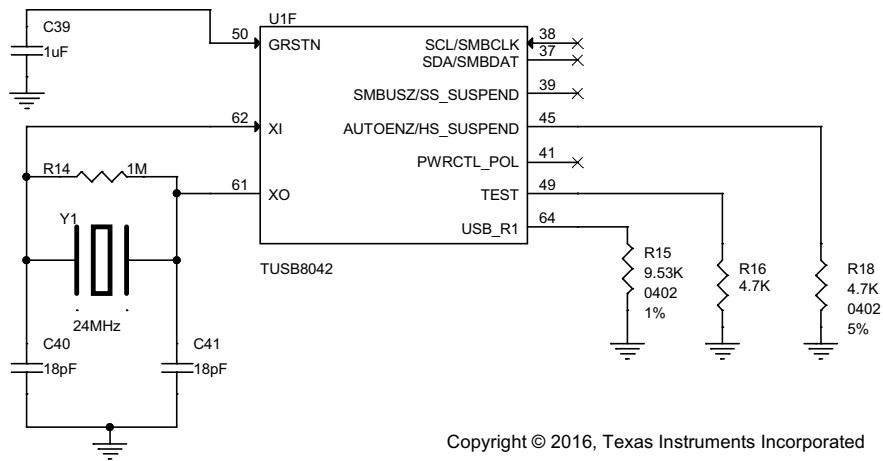 C39
1uF
U1F
50
GRSTN
SCL/SMBCLK
38
SDA/SMBDAT
37
SMBUSZ/SS_SUSPEND
39
62
XI
AUTOENZ/HS_SUSPEND
45
PWRCTL_POL
41
R14
1M
61
XO
TEST
49
USB_R1
64
Y1
24MHz
TUSB8042
R15
9.53K
0402
1%
R16
4.7K
R18
4.7K
0402
5%
C40
18pF
C41
18pF
Copyright © 2016, Texas Instruments Incorporated